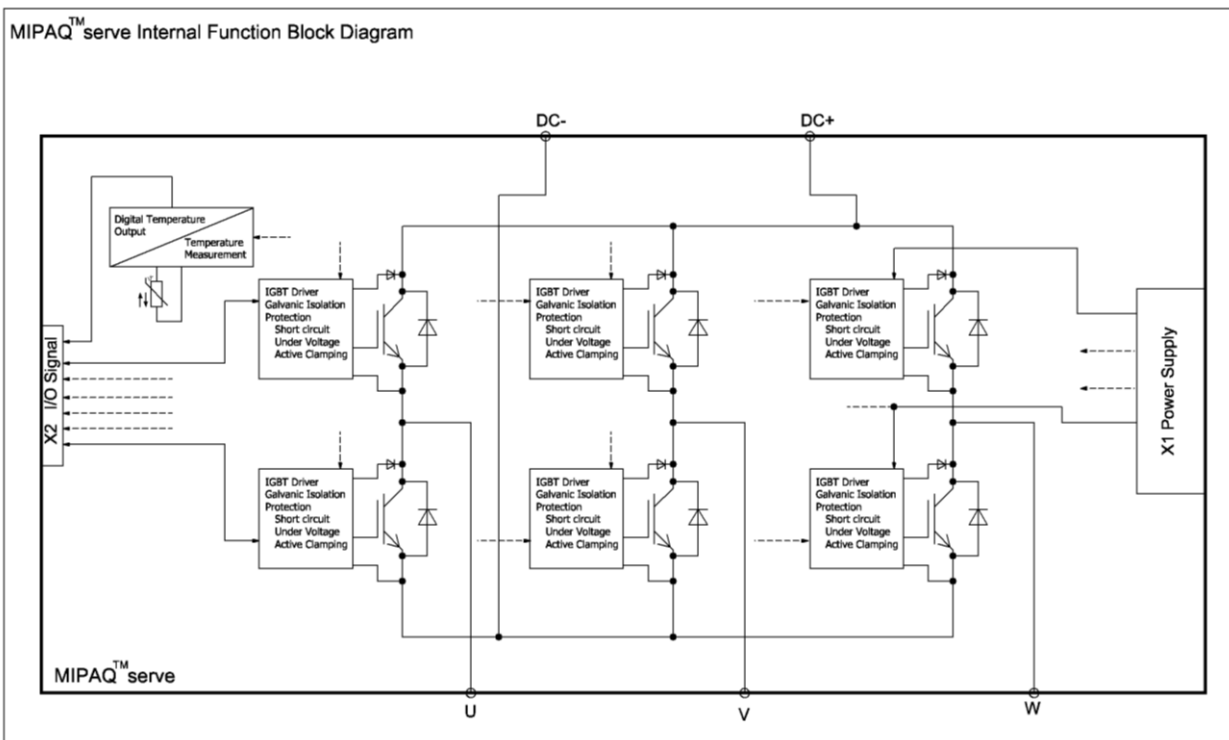 MIPAQ™serve Internal Function Block Diagram
DC-
DC+
Digital Temperature
Output
Temperature
Measurement
IGBT Driver
Galvanic Isolation
Protection
Short circuit
Under Voltage
Active Clamping
IGBT Driver
Galvanic Isolation
Protection
Short circuit
Under Voltage
Active Clamping
IGBT Driver
Galvanic Isolation
Protection
Short circuit
Under Voltage
Active Clamping
X2 I/O Signal
X1 Power Supply
IGBT Driver
Galvanic Isolation
Protection
Short circuit
Under Voltage
Active Clamping
IGBT Driver
Galvanic Isolation
Protection
Short circuit
Under Voltage
Active Clamping
IGBT Driver
Galvanic Isolation
Protection
Short circuit
Under Voltage
Active Clamping
MIPAQ™serve
U
V
W